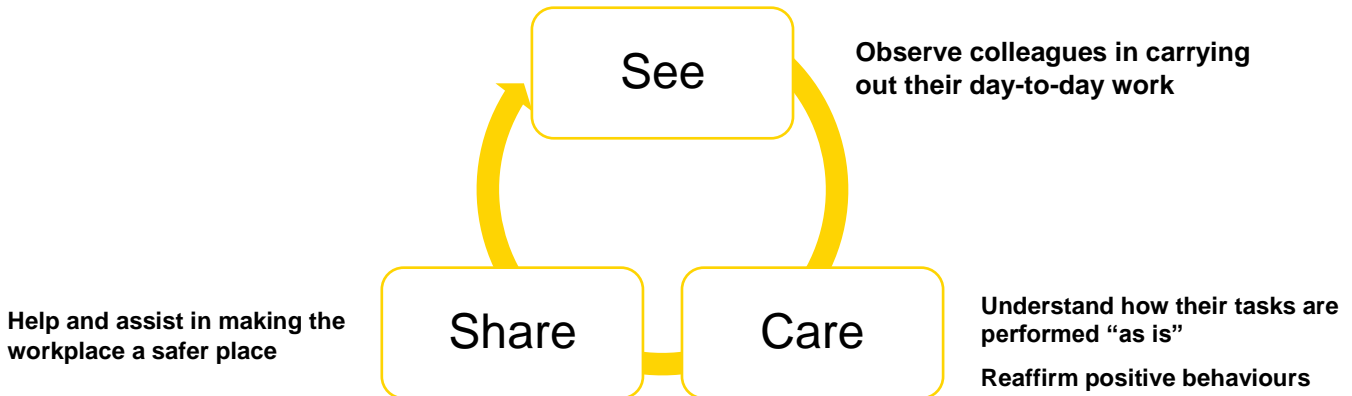 See
Observe colleagues in carrying
out their day-to-day work
Share
Care
Help and assist in making the
workplace a safer place
Understand how their tasks are
performed “as is”
Reaffirm positive behaviours